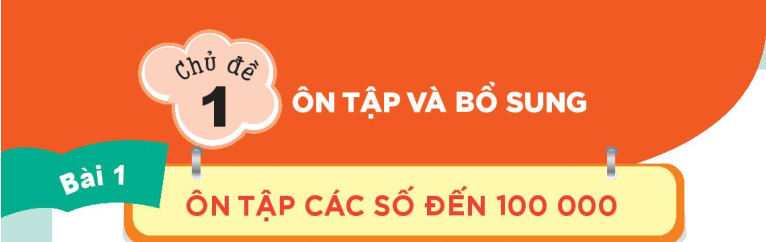 Chủ đề
1
ÔN TẬP VÀ BỔ SUNG
Bài 1
ÔN TẬP CÁC SỐ ĐẾN 100 000